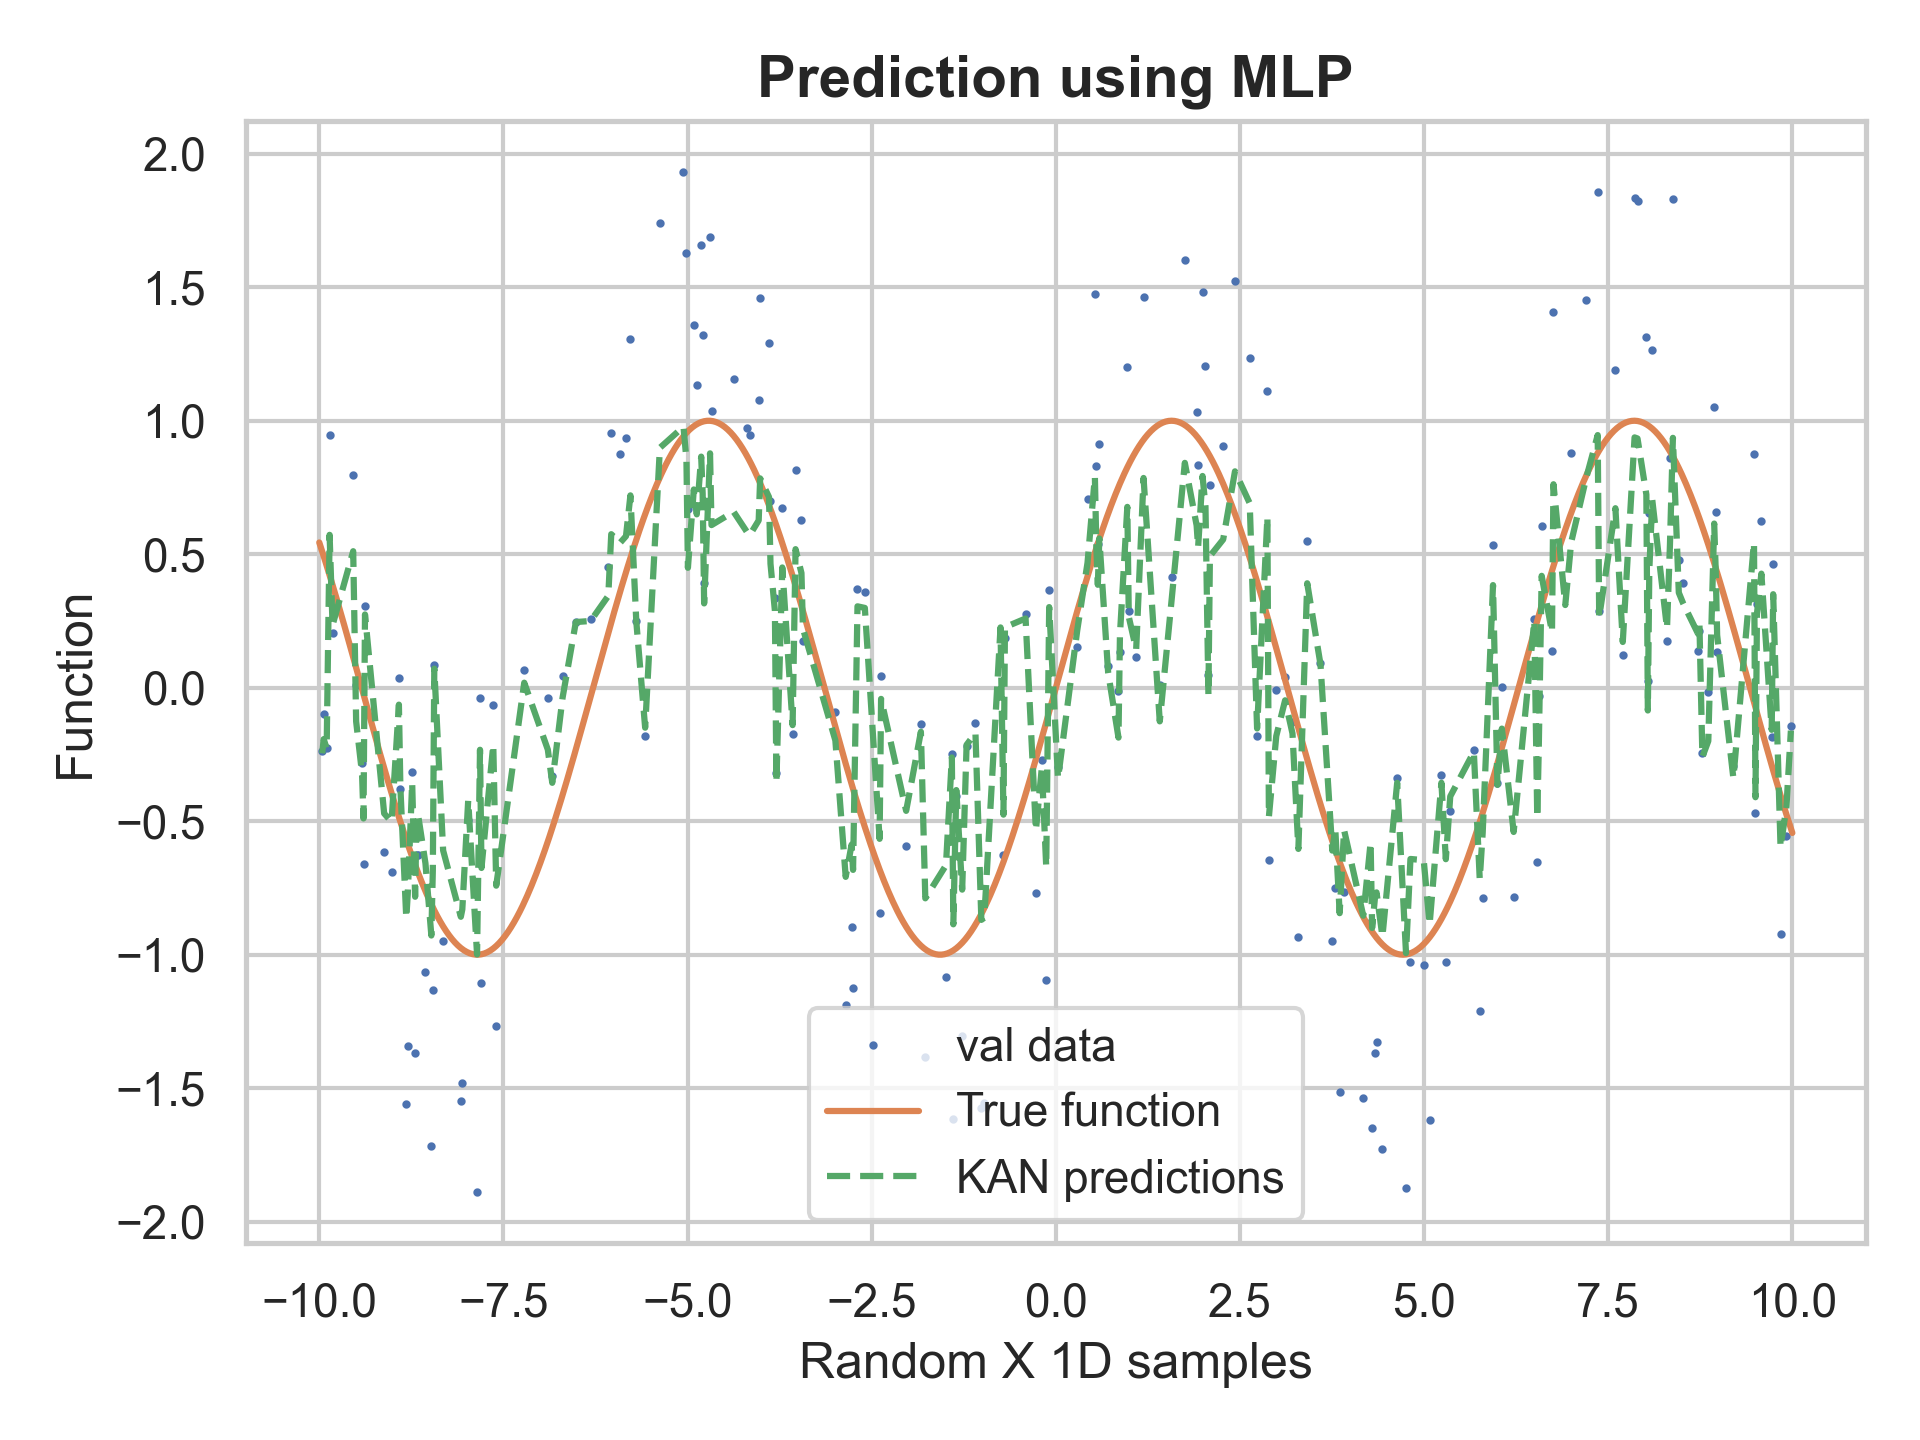 Prediction using MLP
2.0
1.5
1.0
0.5
0.0
−0.5
−1.0
−1.5
−2.0
Function
val data
True function
KAN predictions
−10.0 −7.5 −5.0 −2.5 0.0 2.5 5.0 7.5 10.0
Random X 1D samples